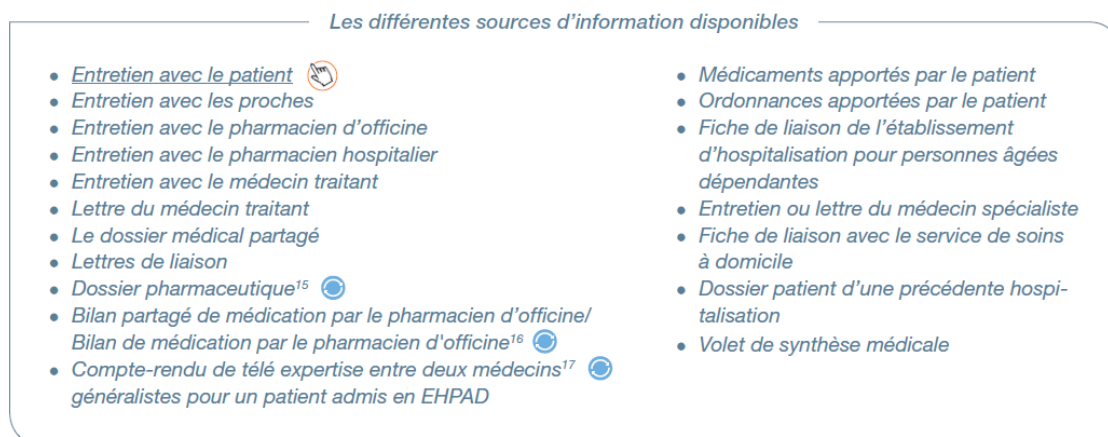 Les différentes sources d’information disponibles
• Entretien avec le patient
• Entretien avec les proches
• Entretien avec le pharmacien d’officine
• Entretien avec le pharmacien hospitalier
• Entretien avec le médecin traitant
• Lettre du médecin traitant
• Le dossier médical partagé
• Lettres de liaison
• Dossier pharmaceutique¹⁵
• Bilan partagé de médication par le pharmacien d’officine/
Bilan de médication par le pharmacien d'officine¹⁶
• Compte-rendu de télé expertise entre deux médecins¹⁷
généralistes pour un patient admis en EHPAD
• Médicaments apportés par le patient
• Ordonnances apportées par le patient
• Fiche de liaison de l’établissement
d’hospitalisation pour personnes âgées
dépendantes
• Entretien ou lettre du médecin spécialiste
• Fiche de liaison avec le service de soins
à domicile
• Dossier patient d’une précédente hospi-
talisation
• Volet de synthèse médicale